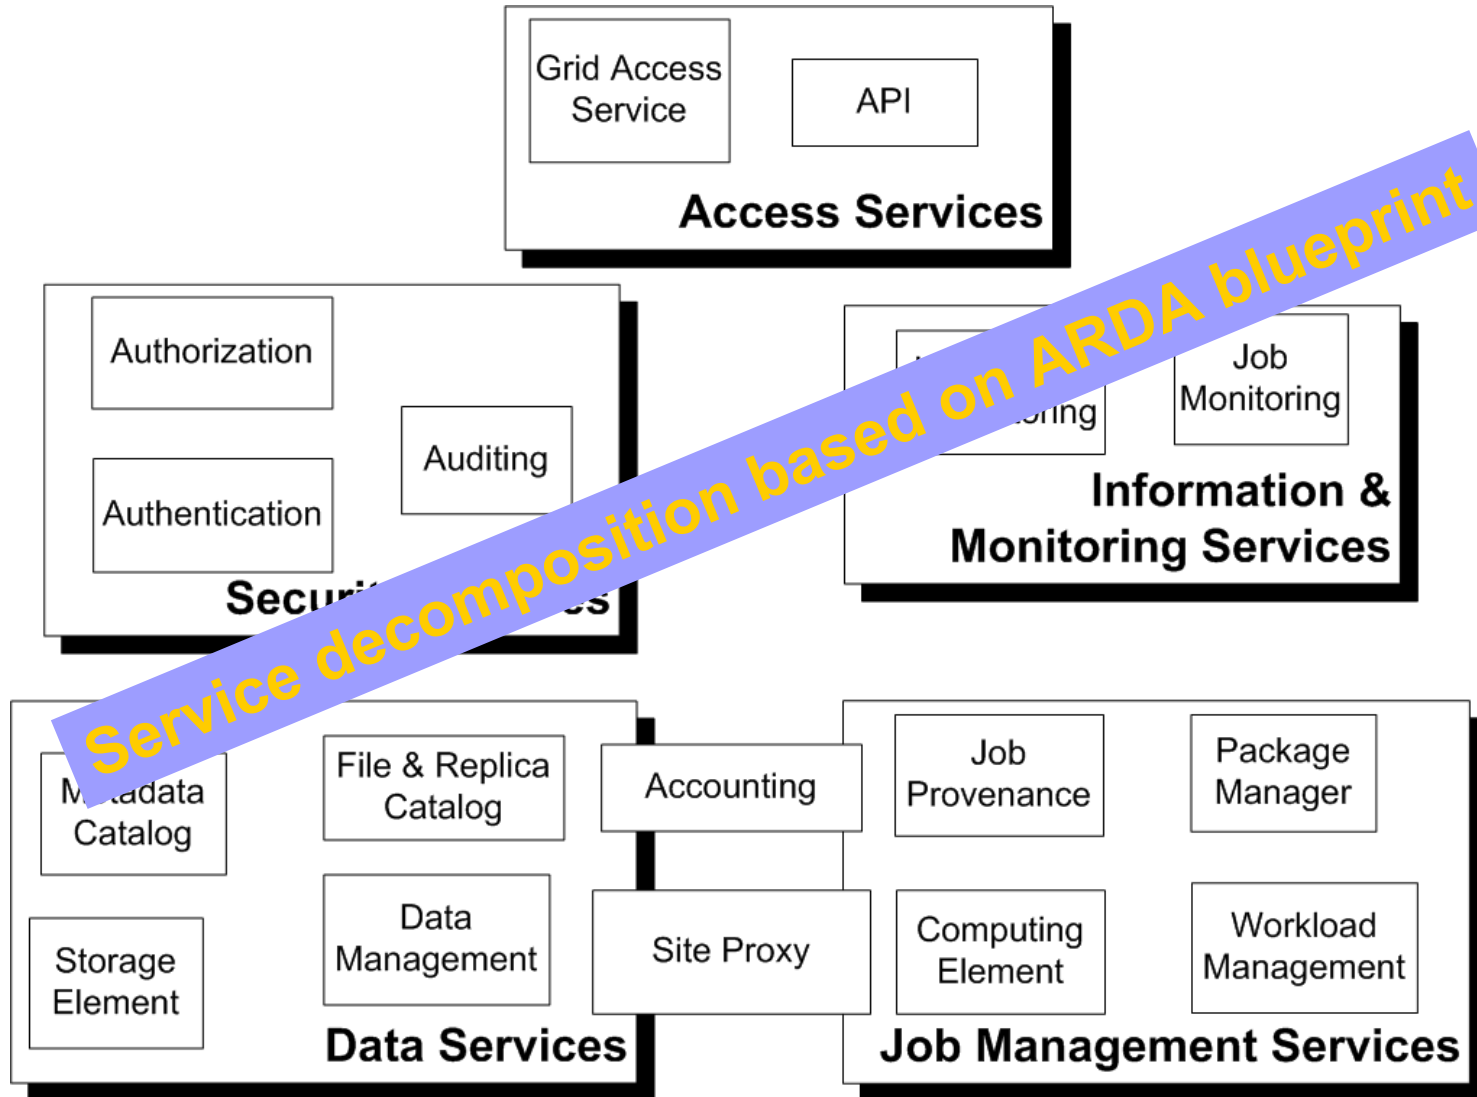 Grid Access
Service
API
Access Services
Authorization
Auditing
Authentication
Job
Monitoring
Information &
Monitoring Services
Service decomposition based on ARDA blueprint
Metadata
Catalog
File & Replica
Catalog
Storage
Element
Data
Management
Data Services
Accounting
Site Proxy
Job
Provenance
Package
Manager
Computing
Element
Workload
Management
Job Management Services